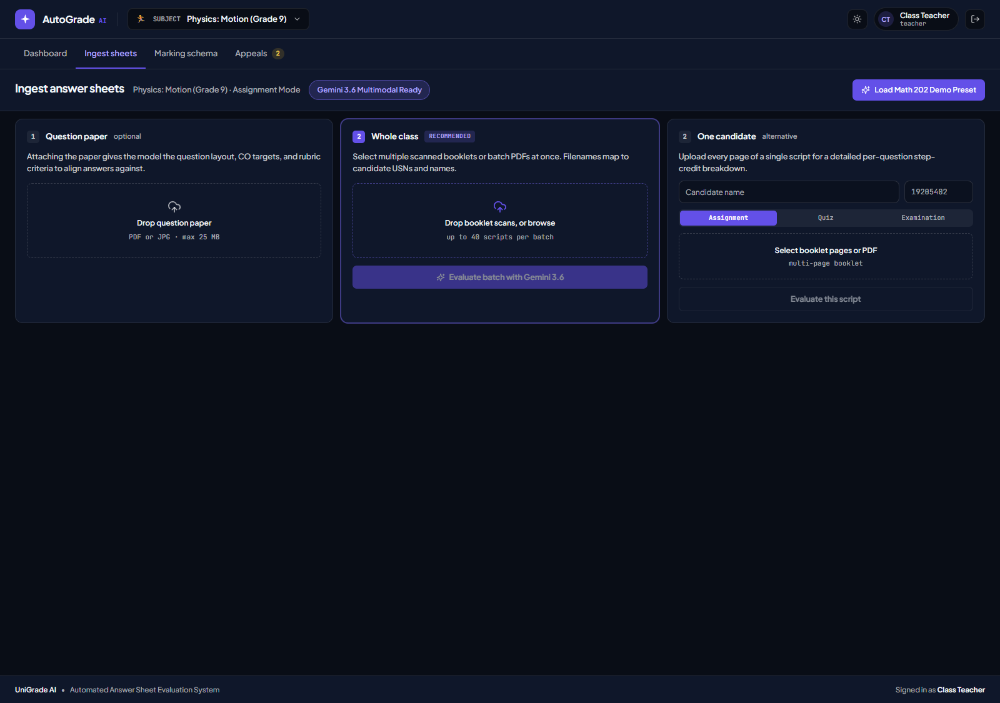 AutoGrade AI
SUBJECT Physics: Motion (Grade 9)
CT
Class Teacher
teacher
Dashboard
Ingest sheets
Marking schema
Appeals 2
Ingest answer sheets
Physics: Motion (Grade 9) · Assignment Mode
Gemini 3.6 Multimodal Ready
Load Math 202 Demo Preset
1 Question paper optional
Attaching the paper gives the model the question layout, CO targets, and rubric
criteria to align answers against.
Drop question paper
PDF or JPG · max 25 MB
2 Whole class RECOMMENDED
Select multiple scanned booklets or batch PDFs at once. Filenames map to
candidate USNs and names.
Drop booklet scans, or browse
up to 40 scripts per batch
Evaluate batch with Gemini 3.6
2 One candidate alternative
Upload every page of a single script for a detailed per-question step-
credit breakdown.
Candidate name
19205402
Assignment
Quiz
Examination
Select booklet pages or PDF
multi-page booklet
Evaluate this script
UniGrade AI • Automated Answer Sheet Evaluation System
Signed in as Class Teacher